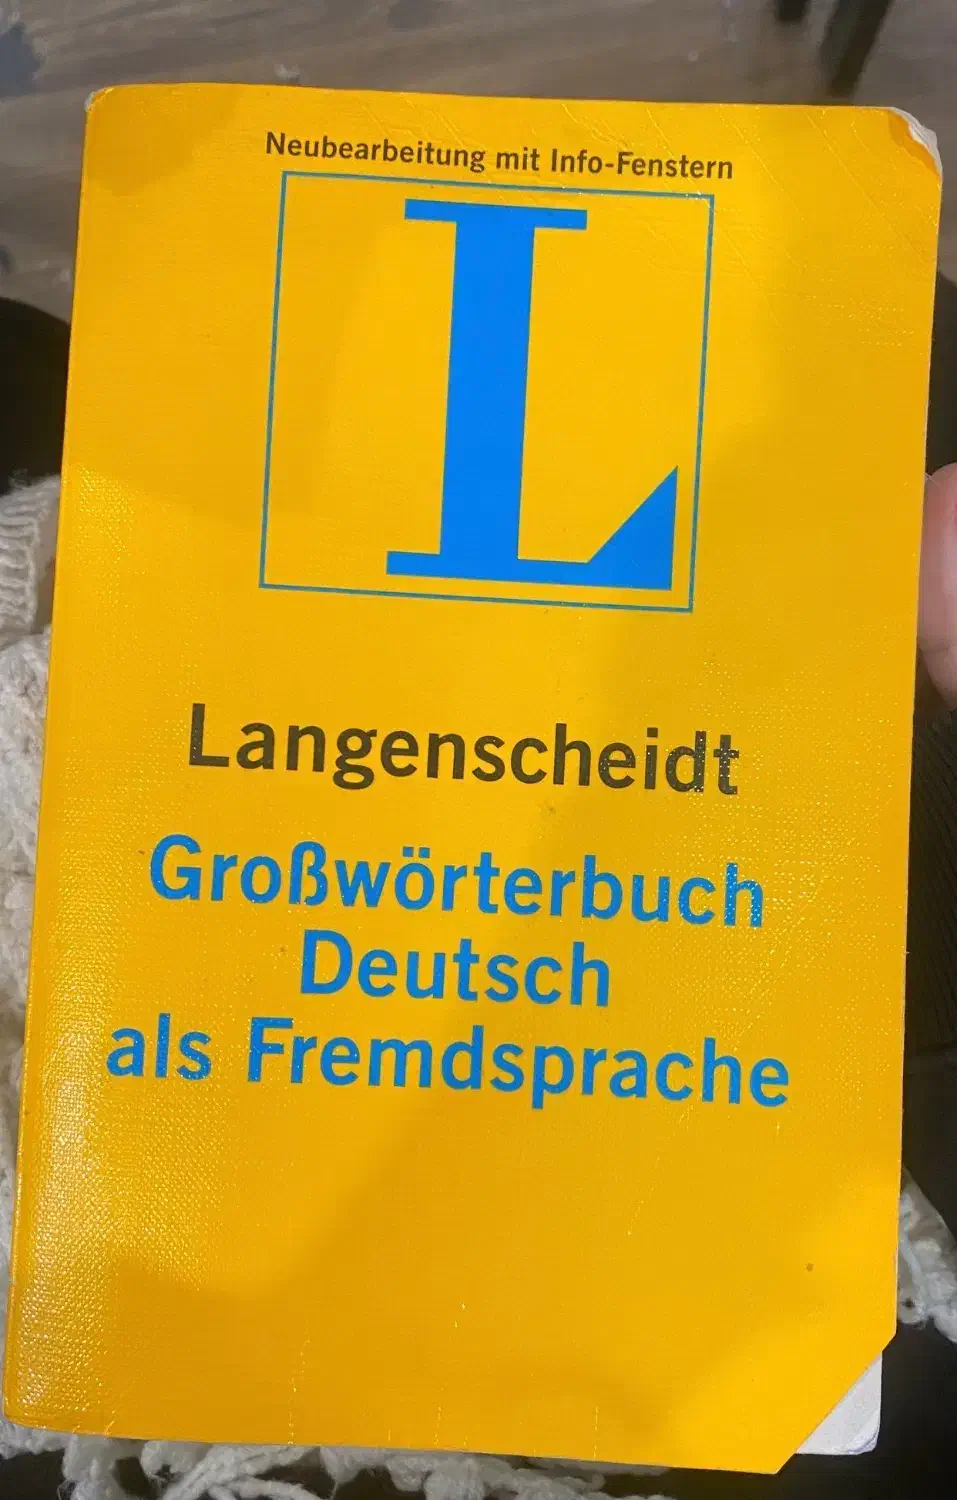 Neubearbeitung mit Info-Fenstern
L
Langenscheidt
Großwörterbuch
Deutsch
als Fremdsprache